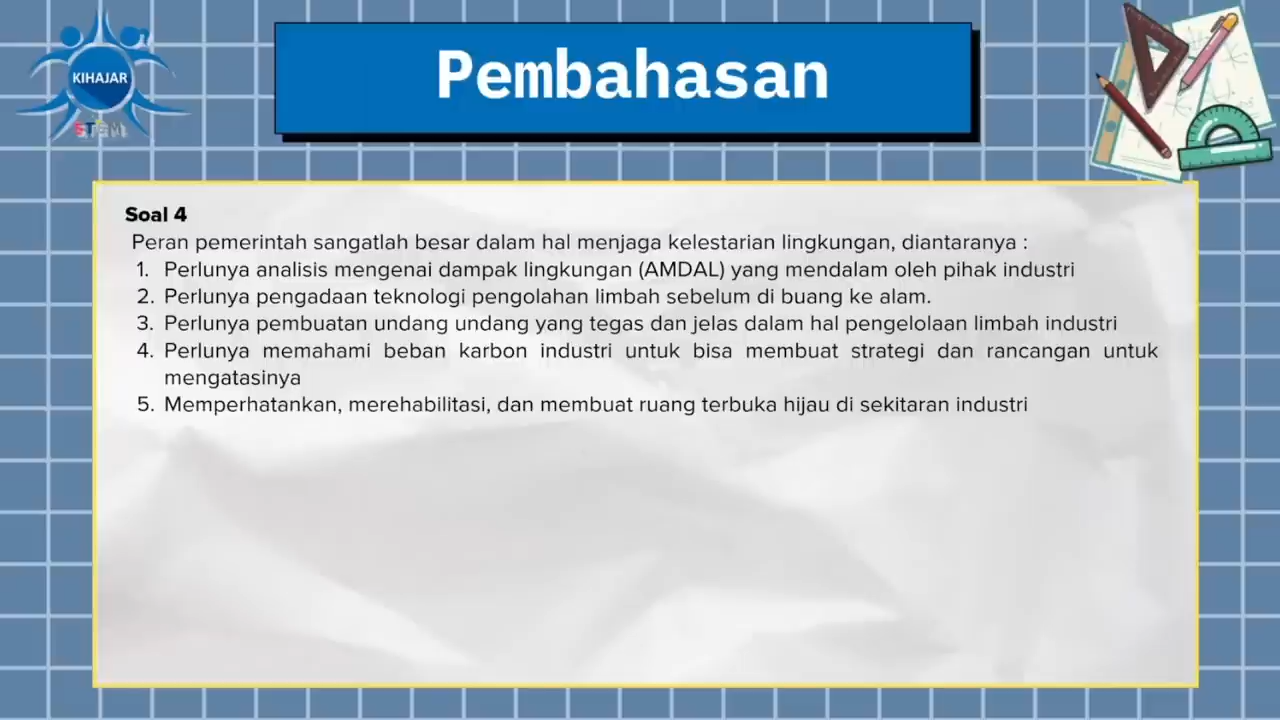 KIHAJAR
STEM
Pembahasan
Soal 4
Peran pemerintah sangatlah besar dalam hal menjaga kelestarian lingkungan, diantaranya :
1. Perlunya analisis mengenai dampak lingkungan (AMDAL) yang mendalam oleh pihak industri
2. Perlunya pengadaan teknologi pengolahan limbah sebelum di buang ke alam.
3. Perlunya pembuatan undang undang yang tegas dan jelas dalam hal pengelolaan limbah industri
4. Perlunya memahami beban karbon industri untuk bisa membuat strategi dan rancangan untuk
mengatasinya
5. Memperhatankan, merehabilitasi, dan membuat ruang terbuka hijau di sekitaran industri